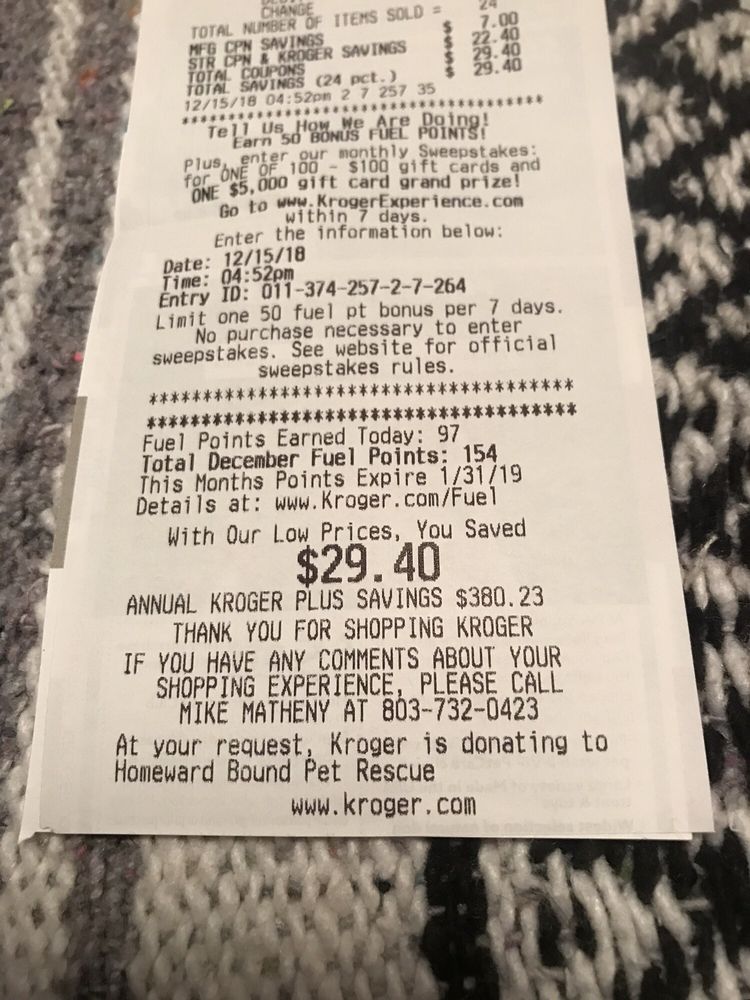 CHANGE
TOTAL NUMBER OF ITEMS SOLD = 24
MFG CPN SAVINGS $ 7.00
STR CPN & KROGER SAVINGS $ 22.40
TOTAL COUPONS $ 29.40
TOTAL SAVINGS (24 pct.) $ 29.40
12/15/18 04:52pm 2 7 257 35
****************************************
Tell Us How We Are Doing!
Earn 50 BONUS FUEL POINTS!
Plus, enter our monthly Sweepstakes:
for ONE OF 100 - $100 gift cards and
ONE $5,000 gift card grand prize!
Go to www.KrogerExperience.com
within 7 days.
Enter the information below:
Date: 12/15/18
Time: 04:52pm
Entry ID: 011-374-257-2-7-264
Limit one 50 fuel pt bonus per 7 days.
No purchase necessary to enter
sweepstakes. See website for official
sweepstakes rules.
****************************************
****************************************
Fuel Points Earned Today: 97
Total December Fuel Points: 154
This Months Points Expire 1/31/19
Details at: www.Kroger.com/Fuel
With Our Low Prices, You Saved
$29.40
ANNUAL KROGER PLUS SAVINGS $380.23
THANK YOU FOR SHOPPING KROGER
IF YOU HAVE ANY COMMENTS ABOUT YOUR
SHOPPING EXPERIENCE, PLEASE CALL
MIKE MATHENY AT 803-732-0423
At your request, Kroger is donating to
Homeward Bound Pet Rescue
www.kroger.com